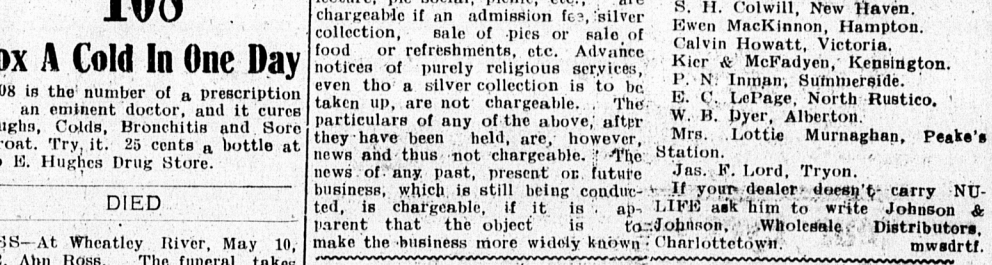 108
ox A Cold In One Day
08 is the number of a prescription
an eminent doctor, and it cures
ughs, Colds, Bronchitis and Sore
roat. Try it. 25 cents a bottle at
E. Hughes Drug Store.
DIED
SS—At Wheatley River, May 10,
Abn Ross. The funeral takes
chargeable if an admission fee, silver
collection, sale of pies or sale of
food or refreshments, etc. Advance
notices of purely religious services,
even tho a silver collection is to be
taken up, are not chargeable. The
particulars of any of the above, after
they have been held, are, however,
news and thus not chargeable. The
news of any past, present or future
business, which is still being conduc-
ted, is chargeable, if it is ap-
parent that the object is to
make the business more widely known
S. H. Colwill, New Haven.
Ewen MacKinnon, Hampton.
Calvin Howatt, Victoria.
Kier & McFadyen, Kensington.
P. N. Inman, Summerside.
E. C. LePage, North Rustico.
W. B. Dyer, Alberton.
Mrs. Lottie Murnaghan, Peake's
Station.
Jas. F. Lord, Tryon.
If your dealer doesn't carry NU-
LIFE ask him to write Johnson &
Johnson, Wholesale Distributors,
Charlottetown. mwsdrtf.